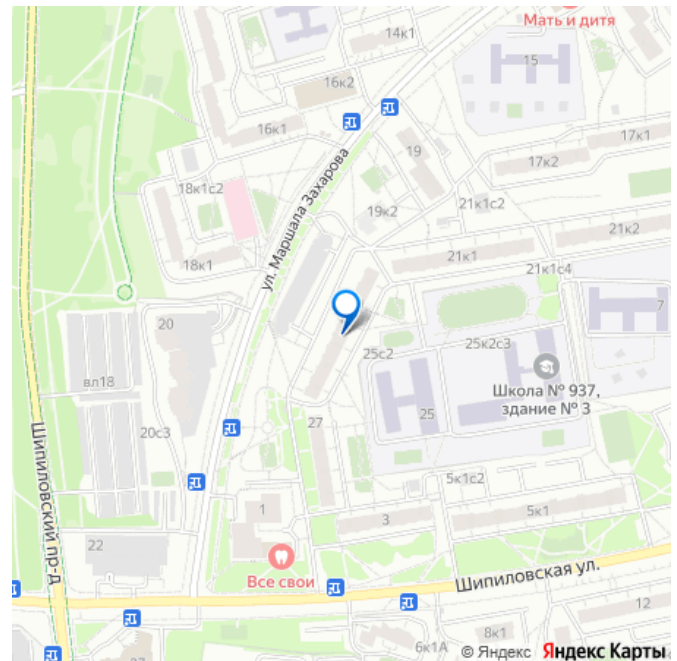 Мать и дитя
14к1
15
16к2
16к1
19
17к1
17к2
18к1с2
ул. Маршала Захарова
19к2
21к1с2
21к2
18к1
21к1
21к1с4
7
20
25с2
25к2с3
вл18
Школа № 937,
здание № 3
25
27
20с3
Шипиловский пр-д
5к1с2
1
3
5к1
22
Все свои
Шипиловская ул.
12
8к1
6к1А
© Яндекс
Яндекс Карты